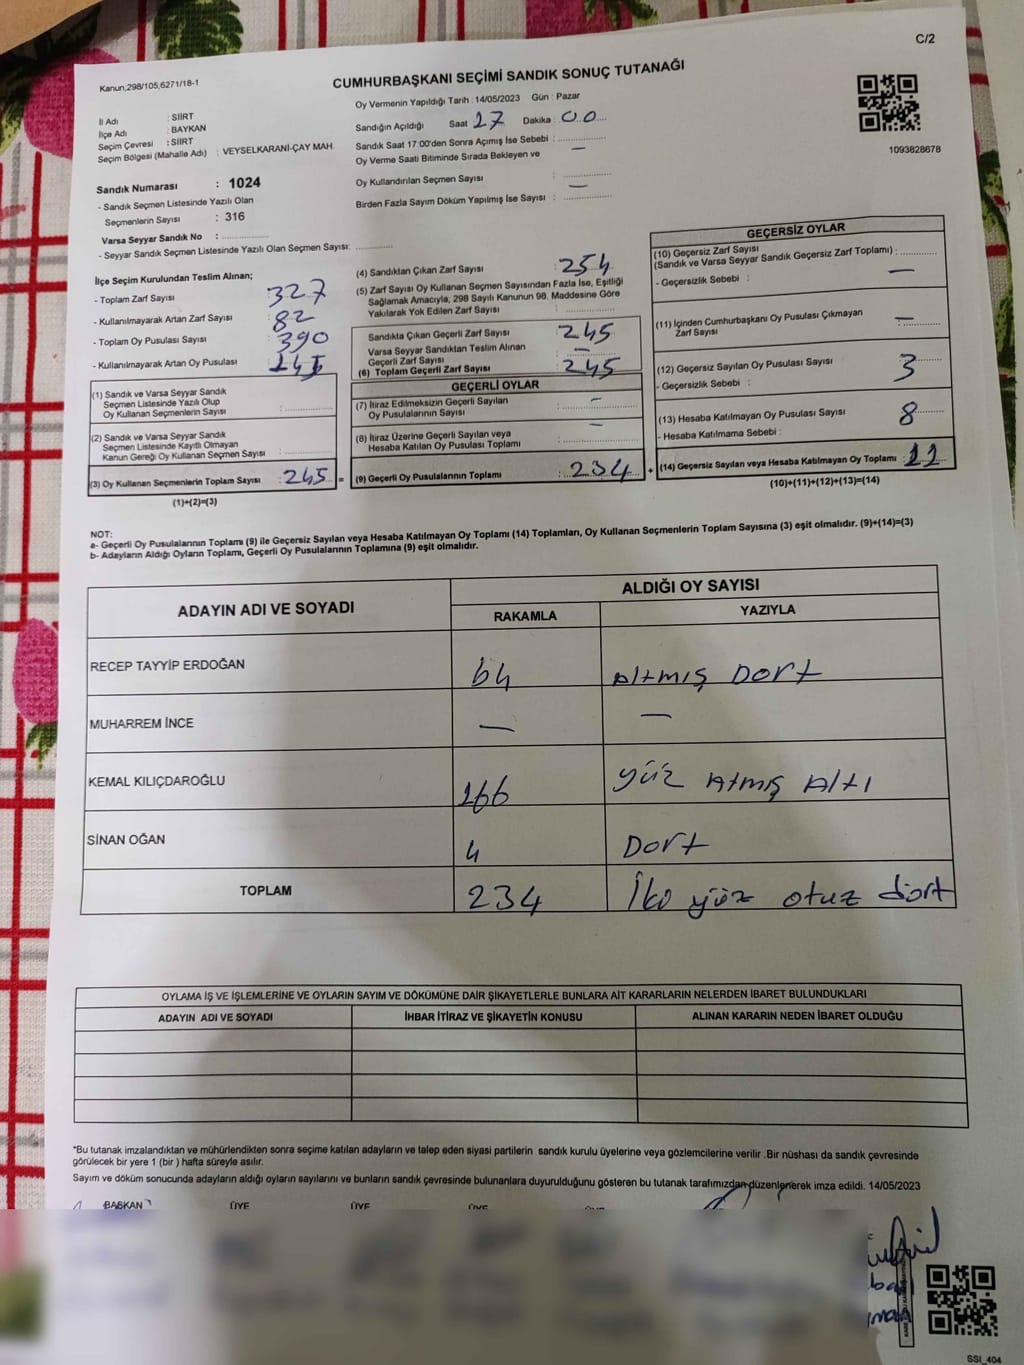 C/2
Kanun,298/105,6271/18-1
CUMHURBAŞKANI SEÇİMİ SANDIK SONUÇ TUTANAĞI
İl Adı : SİİRT
İlçe Adı : BAYKAN
Seçim Çevresi : SİİRT
Seçim Bölgesi (Mahalle Adı) : VEYSELKARANİ-ÇAY MAH.
Oy Vermenin Yapıldığı Tarih : 14/05/2023 Gün : Pazar
Sandığın Açıldığı Saat 17 Dakika : 00
Sandık Saat 17:00'den Sonra Açımış İse Sebebi : —
Oy Verme Saati Bitiminde Sırada Bekleyen ve
Oy Kullandırılan Seçmen Sayısı : —
Birden Fazla Sayım Döküm Yapılmış İse Sayısı :
1093828678
Sandık Numarası : 1024
- Sandık Seçmen Listesinde Yazılı Olan
Seçmenlerin Sayısı : 316
Varsa Seyyar Sandık No :
- Seyyar Sandık Seçmen Listesinde Yazılı Olan Seçmen Sayısı:
İlçe Seçim Kurulundan Teslim Alınan;
- Toplam Zarf Sayısı : 327
- Kullanılmayarak Artan Zarf Sayısı : 82
- Toplam Oy Pusulası Sayısı : 390
- Kullanılmayarak Artan Oy Pusulası :
(1) Sandık ve Varsa Seyyar Sandık
Seçmen Listesinde Yazılı Olup
Oy Kullanan Seçmenlerin Sayısı :
(2) Sandık ve Varsa Seyyar Sandık
Seçmen Listesinde Kayıtlı Olmayan
Kanun Gereği Oy Kullanan Seçmen Sayısı :
(3) Oy Kullanan Seçmenlerin Toplam Sayısı : 245 =
(1)+(2)=(3)
(4) Sandıktan Çıkan Zarf Sayısı : 254
(5) Zarf Sayısı Oy Kullanan Seçmen Sayısından Fazla İse, Eşitliği
Sağlamak Amacıyla, 298 Sayılı Kanunun 98. Maddesine Göre
Yakılarak Yok Edilen Zarf Sayısı :
Sandıkta Çıkan Geçerli Zarf Sayısı : 245
Varsa Seyyar Sandıktan Teslim Alınan
Geçerli Zarf Sayısı : —
(6) Toplam Geçerli Zarf Sayısı : 245
GEÇERLİ OYLAR
(7) İtiraz Edilmeksizin Geçerli Sayılan
Oy Pusulalarının Sayısı : —
(8) İtiraz Üzerine Geçerli Sayılan veya
Hesaba Katılan Oy Pusulası Toplamı : —
(9) Geçerli Oy Pusulalarının Toplamı : 234 +
GEÇERSİZ OYLAR
(10) Geçersiz Zarf Sayısı
(Sandık ve Varsa Seyyar Sandık Geçersiz Zarf Toplamı) :
- Geçersizlik Sebebi : —
(11) İçinden Cumhurbaşkanı Oy Pusulası Çıkmayan
Zarf Sayısı : —
(12) Geçersiz Sayılan Oy Pusulası Sayısı : 3
- Geçersizlik Sebebi :
(13) Hesaba Katılmayan Oy Pusulası Sayısı : 8
- Hesaba Katılmama Sebebi :
(14) Geçersiz Sayılan veya Hesaba Katılmayan Oy Toplamı : 11
(10)+(11)+(12)+(13)=(14)
NOT:
a- Geçerli Oy Pusulalarının Toplamı (9) ile Geçersiz Sayılan veya Hesaba Katılmayan Oy Toplamı (14) Toplamları, Oy Kullanan Seçmenlerin Toplam Sayısına (3) eşit olmalıdır. (9)+(14)=(3)
b- Adayların Aldığı Oyların Toplamı, Geçerli Oy Pusulalarının Toplamına (9) eşit olmalıdır.
ADAYIN ADI VE SOYADI ALDIĞI OY SAYISI
RAKAMLA YAZIYLA
RECEP TAYYİP ERDOĞAN 64 Altmış Dort
MUHARREM İNCE — —
KEMAL KILIÇDAROĞLU 166 yüz Atmış Altı
SİNAN OĞAN 4 Dort
TOPLAM 234 İki yüz otuz dört
OYLAMA İŞ VE İŞLEMLERİNE VE OYLARIN SAYIM VE DÖKÜMÜNE DAİR ŞİKAYETLERLE BUNLARA AİT KARARLARIN NELERDEN İBARET BULUNDUKLARI
ADAYIN ADI VE SOYADI İHBAR İTİRAZ VE ŞİKAYETİN KONUSU ALINAN KARARIN NEDEN İBARET OLDUĞU
*Bu tutanak imzalandıktan ve mühürlendikten sonra seçime katılan adayların ve talep eden siyasi partilerin sandık kurulu üyelerine veya gözlemcilerine verilir .Bir nüshası da sandık çevresinde
görülecek bir yere 1 (bir ) hafta süreyle asılır.
Sayım ve döküm sonucunda adayların aldığı oyların sayılarını ve bunların sandık çevresinde bulunanlara duyurulduğunu gösteren bu tutanak tarafımızdan düzenlenerek imza edildi. 14/05/2023
BAŞKAN ÜYE ÜYE ÜYE
SSI_404